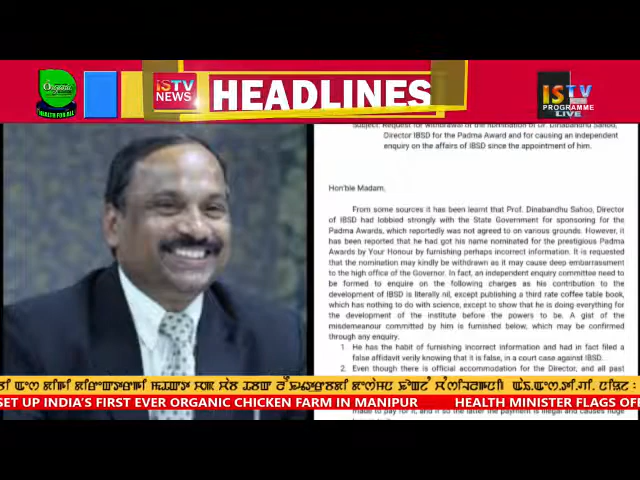 Organic
HEALTH FOR ALL
ISTV
NEWS
HEADLINES
ISTV
PROGRAMME
LIVE
Subject: Request for withdrawal of the nomination of Dr. Dinabandhu Sahoo,
Director IBSD for the Padma Award and for causing an independent
enquiry on the affairs of IBSD since the appointment of him.
Hon'ble Madam,
From some sources it has been learnt that Prof. Dinabandhu Sahoo, Director
of IBSD had lobbied strongly with the State Government for sponsoring for the
Padma Awards, which reportedly was not agreed to on various grounds. However, it
has been reported that he had got his name nominated for the prestigious Padma
Awards by Your Honour by furnishing perhaps incorrect information. It is requested
that the nomination may kindly be withdrawn as it may cause deep embarrassment
to the high office of the Governor. In fact, an independent enquiry committee need to
be formed to enquire on the following charges as his contribution to the
development of IBSD is literally nil, except publishing a third rate coffee table book,
which has nothing to do with science, except to show that he is doing everything for
the development of the institute before the powers to be. A gist of the
misdemeanour committed by him is furnished below, which may be confirmed
through any enquiry.
1. He has the habit of furnishing incorrect information and in fact filed a
false affidavit verily knowing that it is false, in a court case against IBSD.
2. Even though there is official accommodation for the Director, and all past
SET UP INDIA'S FIRST EVER ORGANIC CHICKEN FARM IN MANIPUR HEALTH MINISTER FLAGS OFF